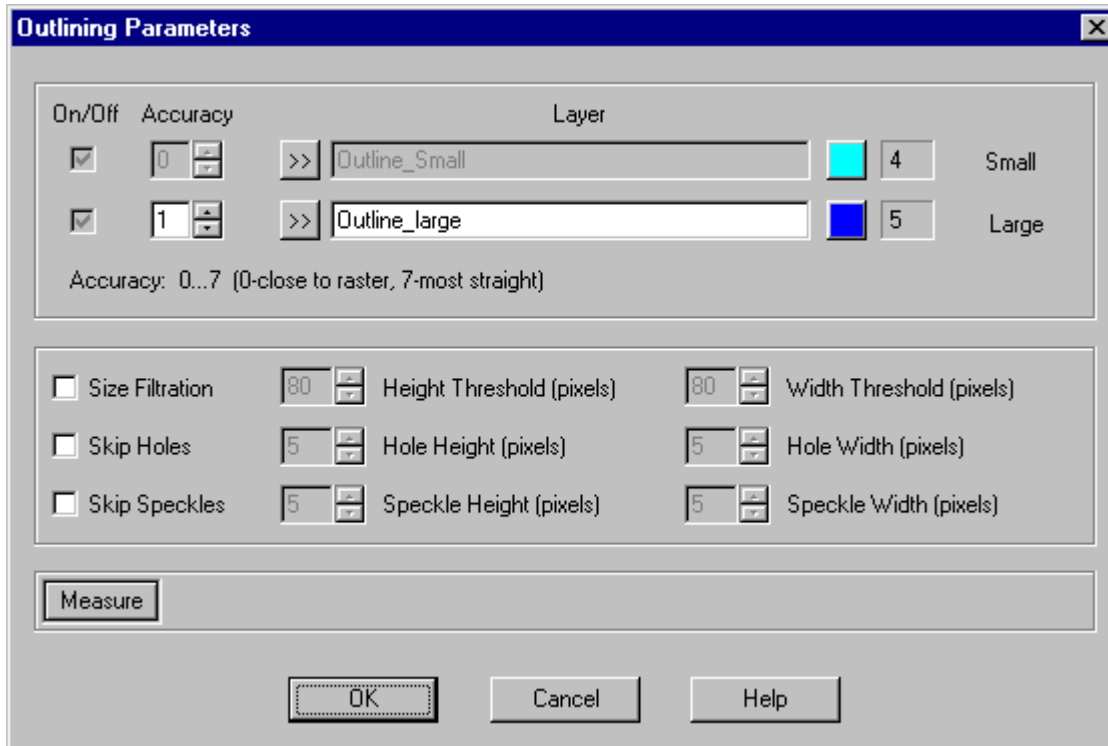 Outlining Parameters
On/Off Accuracy Layer
0 >> Outline_Small 4 Small
1 >> Outline_large 5 Large
Accuracy: 0...7 (0-close to raster, 7-most straight)
Size Filtration 80 Height Threshold (pixels) 80 Width Threshold (pixels)
Skip Holes 5 Hole Height (pixels) 5 Hole Width (pixels)
Skip Speckles 5 Speckle Height (pixels) 5 Speckle Width (pixels)
Measure
OK Cancel Help